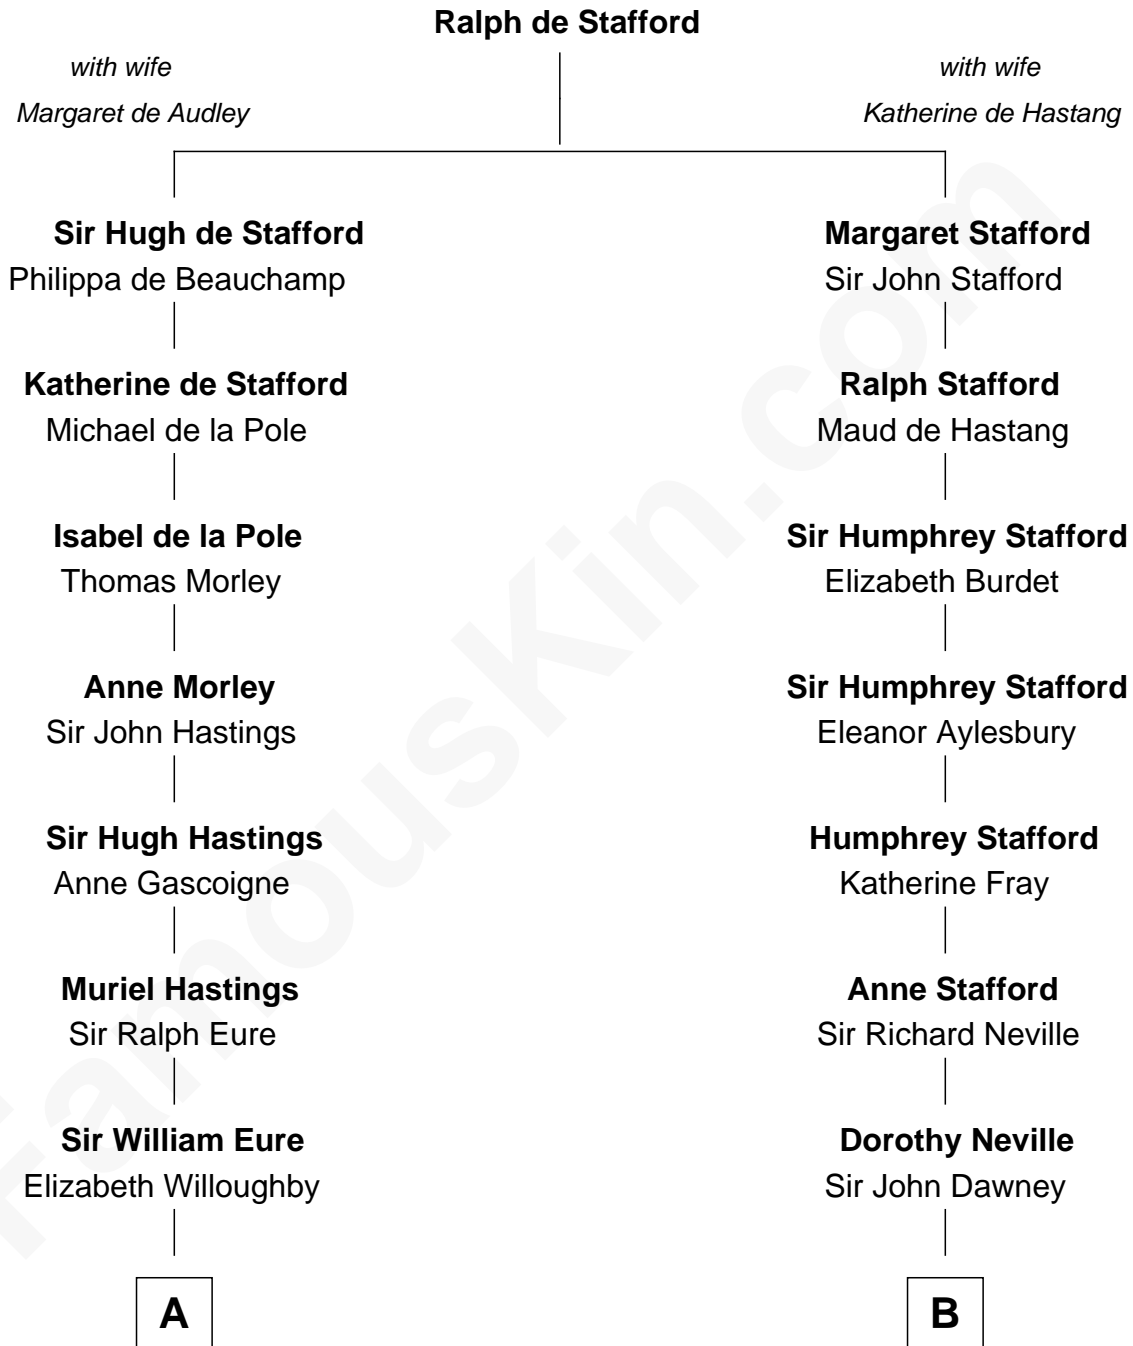 Ralph de Stafford
with wife
Margaret de Audley
with wife
Katherine de Hastang
Sir Hugh de Stafford
Philippa de Beauchamp
Margaret Stafford
Sir John Stafford
Katherine de Stafford
Michael de la Pole
Ralph Stafford
Maud de Hastang
Isabel de la Pole
Thomas Morley
Sir Humphrey Stafford
Elizabeth Burdet
Anne Morley
Sir John Hastings
Sir Humphrey Stafford
Eleanor Aylesbury
Sir Hugh Hastings
Anne Gascoigne
Humphrey Stafford
Katherine Fray
Muriel Hastings
Sir Ralph Eure
Anne Stafford
Sir Richard Neville
Sir William Eure
Elizabeth Willoughby
Dorothy Neville
Sir John Dawney
A
B
FamousKin.com